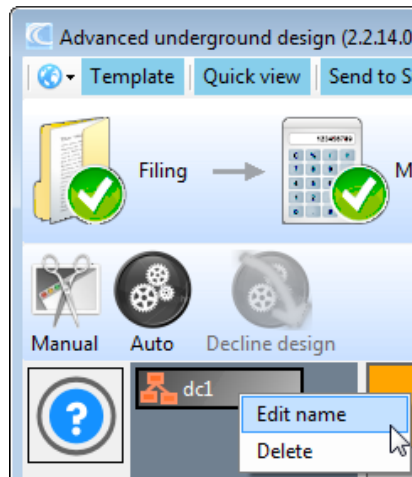 Advanced underground design (2.2.14.0
Template Quick view Send to S
Filing M
Manual Auto Decline design
dc1
Edit name
Delete